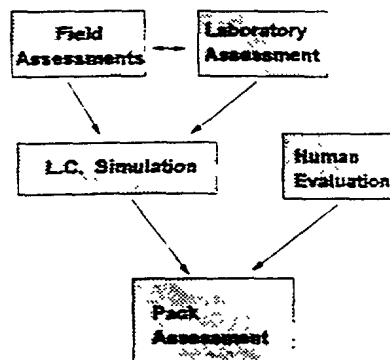 Field
Assessments
Laboratory
Assessment
L.C. Simulation
Human
Evaluation
Pack
Assessment